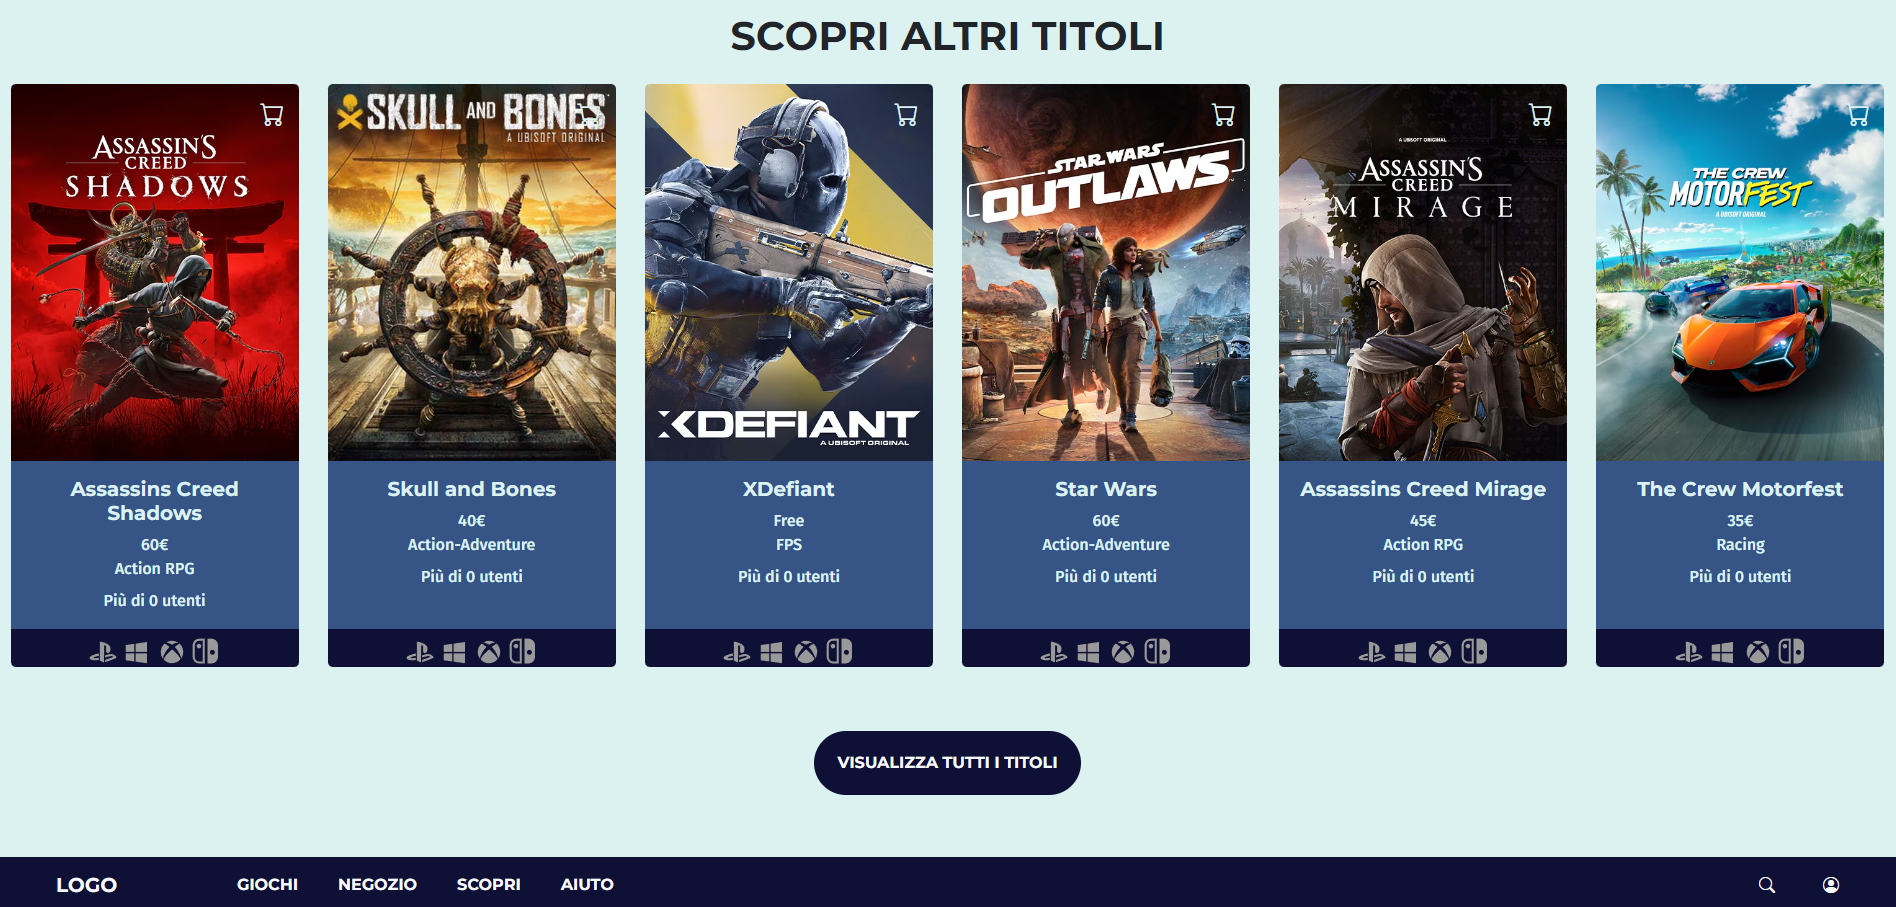 SCOPRI ALTRI TITOLI
ASSASSIN'S
CREED
SHADOWS
SKULL AND BONES
A UBISOFT ORIGINAL
XDEFIANT
A UBISOFT ORIGINAL
STAR WARS
OUTLAWS
A UBISOFT ORIGINAL
ASSASSIN'S
CREED
MIRAGE
THE CREW
MOTORFEST
A UBISOFT ORIGINAL
Assassins Creed
Shadows
60€
Action RPG
Più di 0 utenti
Skull and Bones
40€
Action-Adventure
Più di 0 utenti
XDefiant
Free
FPS
Più di 0 utenti
Star Wars
60€
Action-Adventure
Più di 0 utenti
Assassins Creed Mirage
45€
Action RPG
Più di 0 utenti
The Crew Motorfest
35€
Racing
Più di 0 utenti
VISUALIZZA TUTTI I TITOLI
LOGO GIOCHI NEGOZIO SCOPRI AIUTO